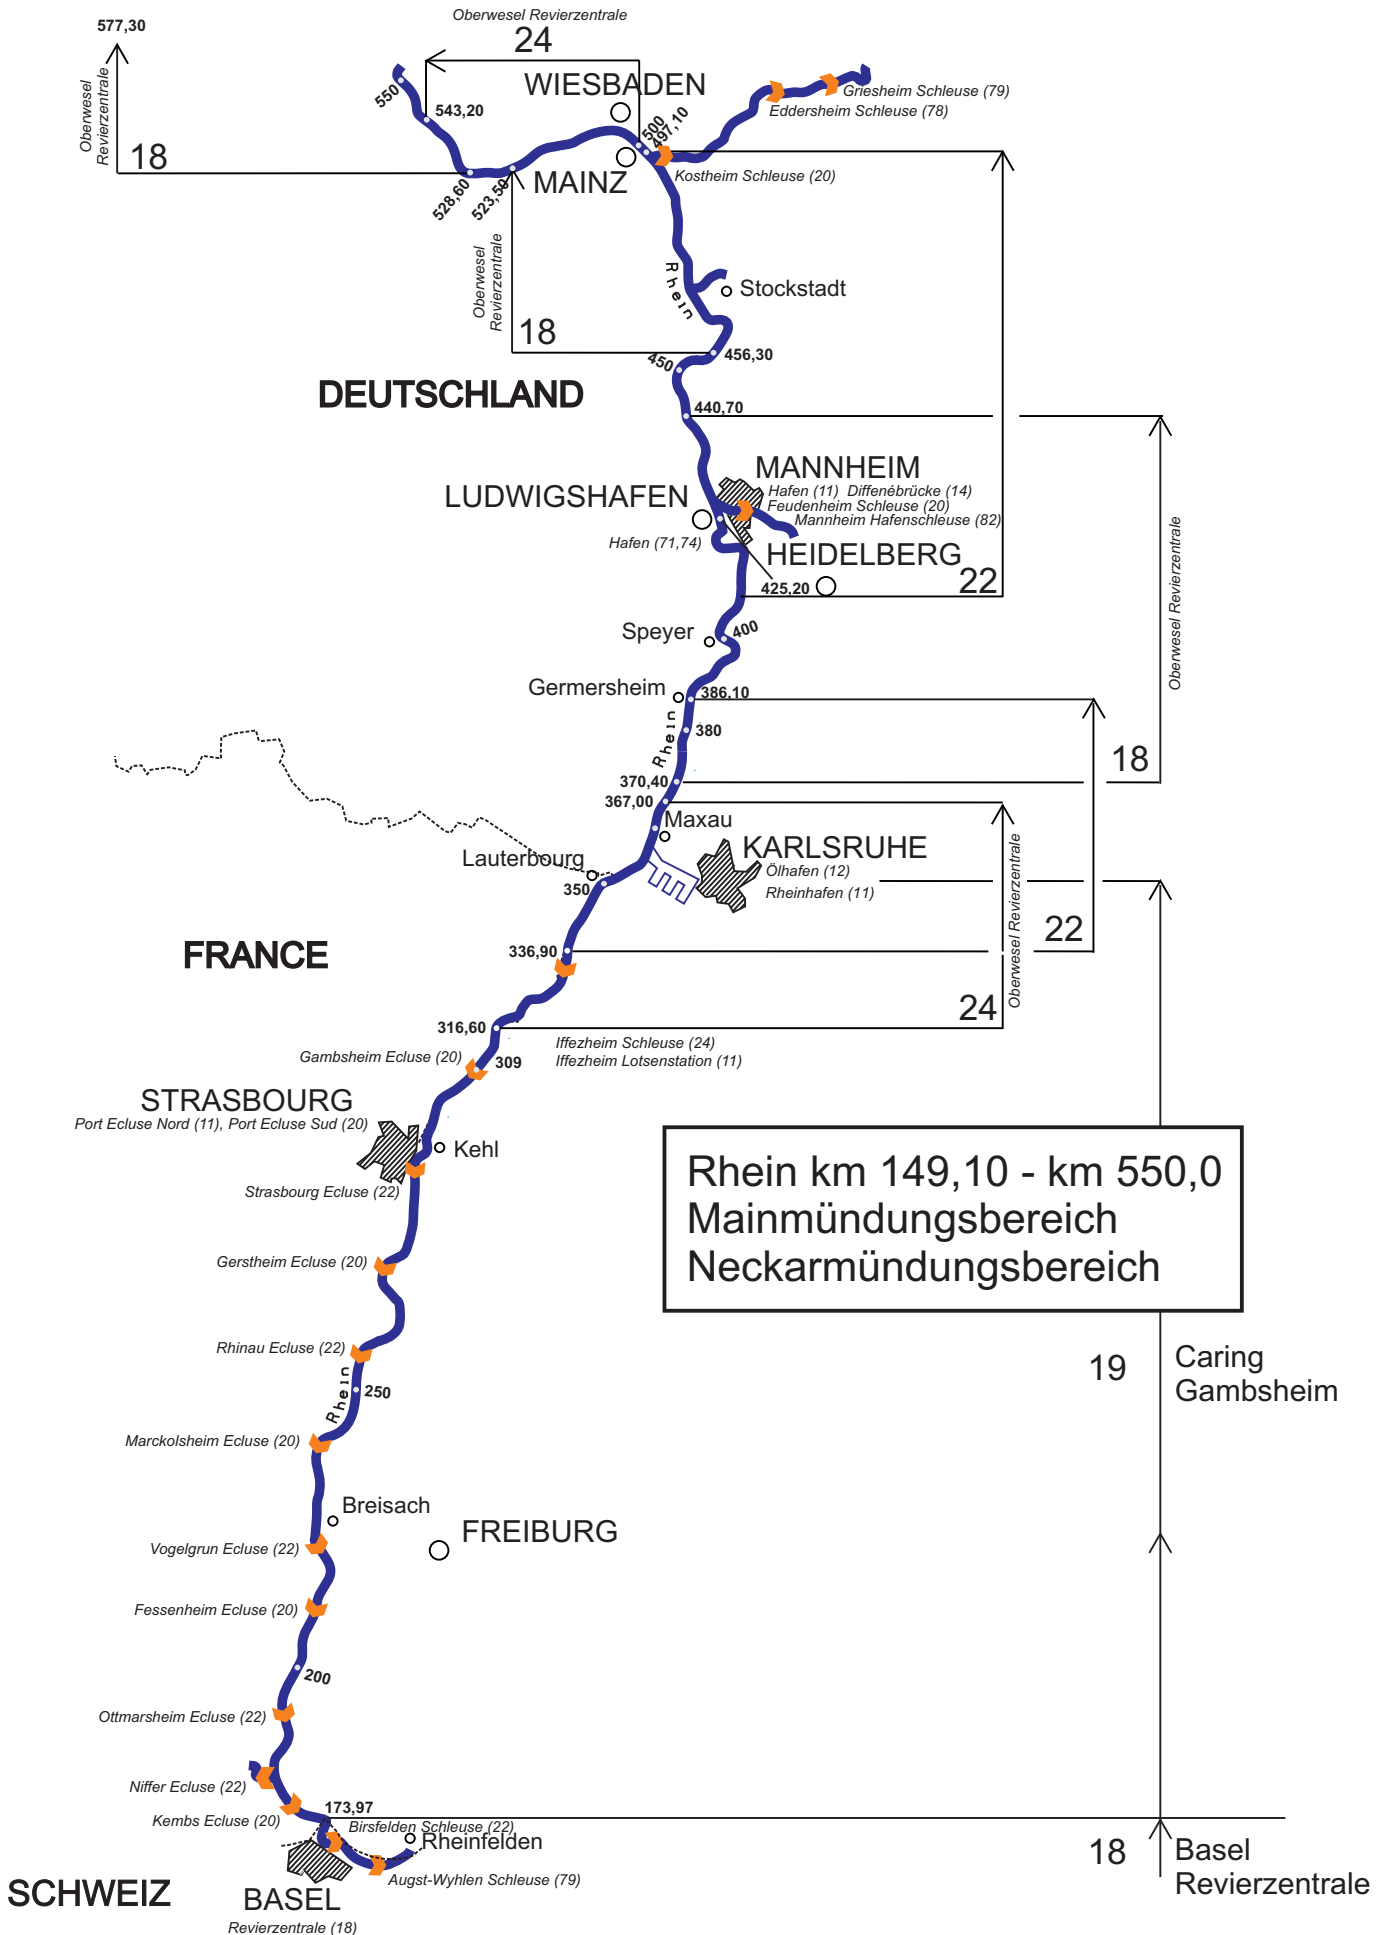 Oberwesel Revierzentrale
577,30
24
WIESBADEN
Oberwesel
Revierzentrale
550
543,20
500
497,10
Griesheim Schleuse (79)
Eddersheim Schleuse (78)
18
528,60
523,50
MAINZ
Kostheim Schleuse (20)
Oberwesel
Revierzentrale
Rhein
Stockstadt
18
450
456,30
DEUTSCHLAND
440,70
MANNHEIM
LUDWIGSHAFEN
Hafen (11) Diffenébrücke (14)
Feudenheim Schleuse (20)
Mannheim Hafenschleuse (82)
Hafen (71,74)
HEIDELBERG
425,20
22
Oberwesel Revierzentrale
Speyer
400
Germersheim
386,10
Rhein
380
18
370,40
367,00
Maxau
KARLSRUHE
Lauterbourg
Ölhafen (12)
350
Rheinhafen (11)
Oberwesel Revierzentrale
22
FRANCE
336,90
24
316,60
Iffezheim Schleuse (24)
Iffezheim Lotsenstation (11)
Gambsheim Ecluse (20)
309
STRASBOURG
Port Ecluse Nord (11), Port Ecluse Sud (20)
Kehl
Rhein km 149,10 - km 550,0
Mainmündungsbereich
Neckarmündungsbereich
Strasbourg Ecluse (22)
Gerstheim Ecluse (20)
Rhinau Ecluse (22)
19
Caring
Gambsheim
Rhein
250
Marckolsheim Ecluse (20)
Breisach
FREIBURG
Vogelgrun Ecluse (22)
Fessenheim Ecluse (20)
200
Ottmarsheim Ecluse (22)
Niffer Ecluse (22)
173,97
Kembs Ecluse (20)
Birsfelden Schleuse (22)
Rheinfelden
18
Basel
Revierzentrale
Augst-Wyhlen Schleuse (79)
SCHWEIZ
BASEL
Revierzentrale (18)